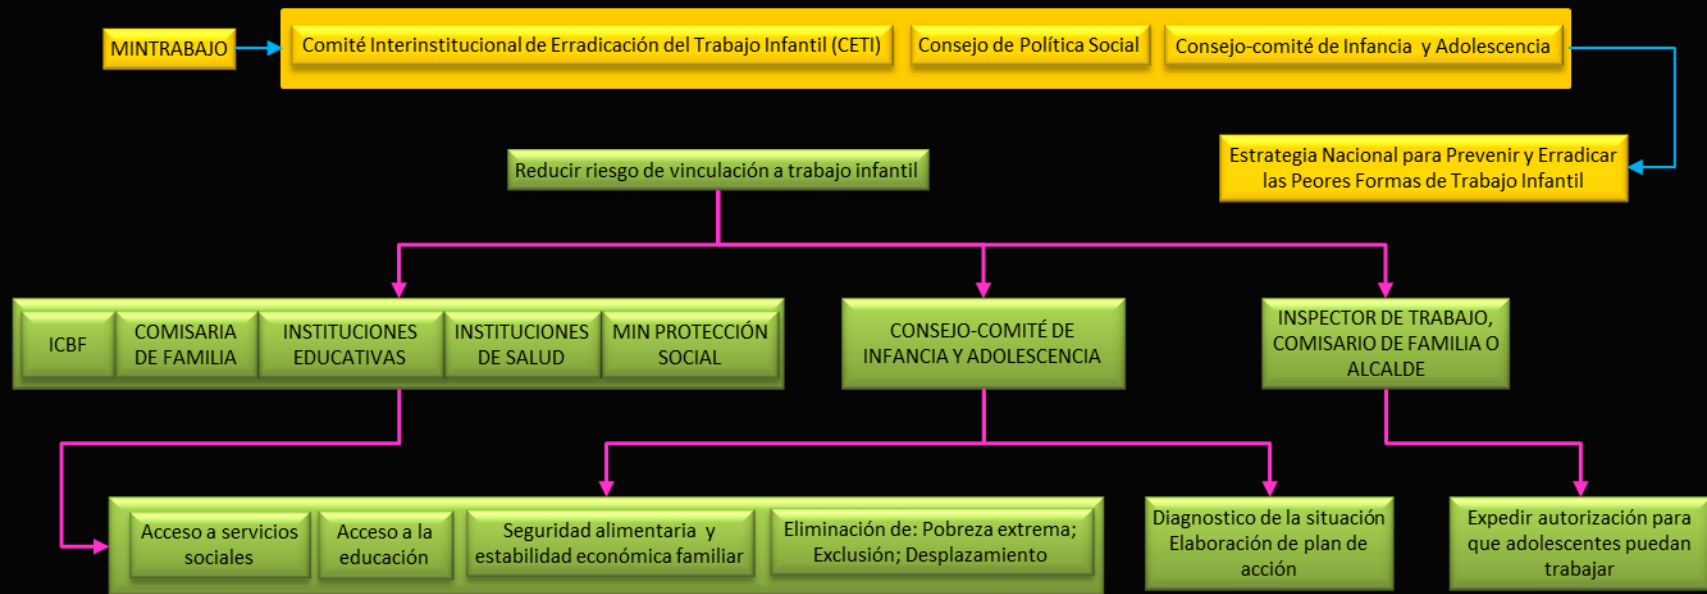 MINTRABAJO
Comité Interinstitucional de Erradicación del Trabajo Infantil (CETI)
Consejo de Política Social
Consejo-comité de Infancia y Adolescencia
Estrategia Nacional para Prevenir y Erradicar
las Peores Formas de Trabajo Infantil
Reducir riesgo de vinculación a trabajo infantil
ICBF
COMISARIA
DE FAMILIA
INSTITUCIONES
EDUCATIVAS
INSTITUCIONES
DE SALUD
MIN PROTECCIÓN
SOCIAL
CONSEJO-COMITÉ DE
INFANCIA Y ADOLESCENCIA
INSPECTOR DE TRABAJO,
COMISARIO DE FAMILIA O
ALCALDE
Acceso a servicios
sociales
Acceso a la
educación
Seguridad alimentaria y
estabilidad económica familiar
Eliminación de: Pobreza extrema;
Exclusión; Desplazamiento
Diagnostico de la situación
Elaboración de plan de
acción
Expedir autorización para
que adolescentes puedan
trabajar